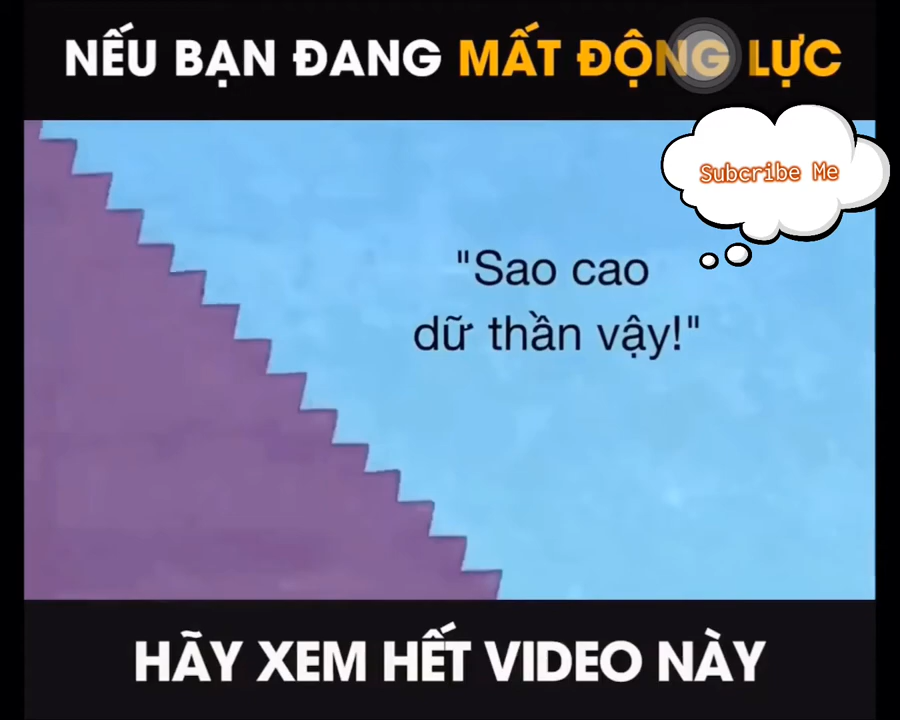 NẾU BẠN ĐANG MẤT ĐỘNG LỰC
Subcribe Me
"Sao cao
dữ thần vậy!"
HÃY XEM HẾT VIDEO NÀY